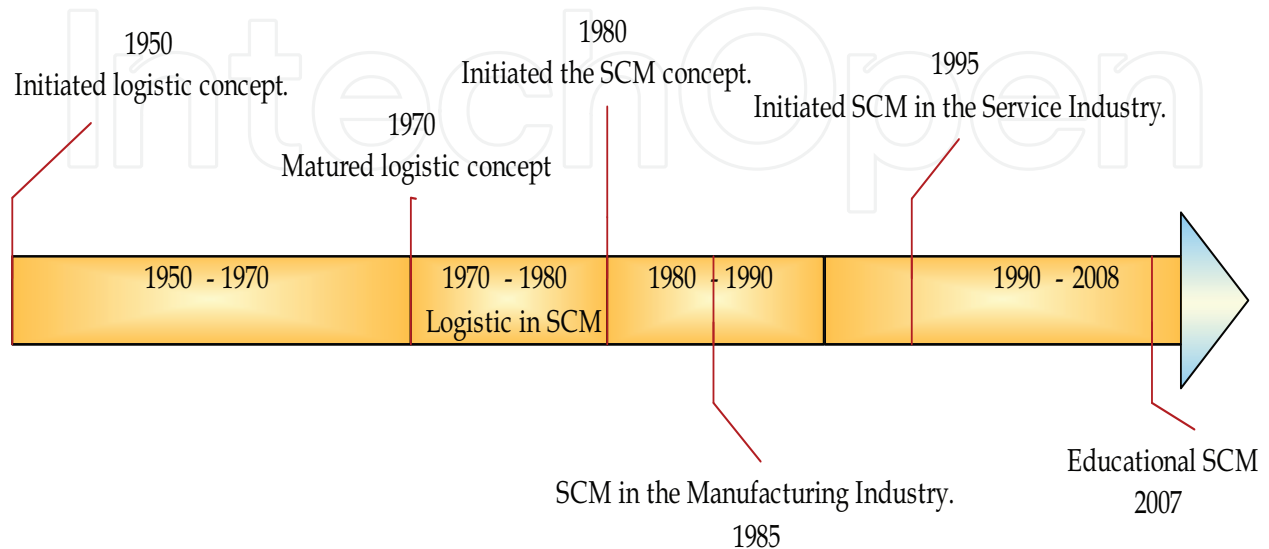 IntechOpen
1950
Initiated logistic concept.
1970
Matured logistic concept
1980
Initiated the SCM concept.
1995
Initiated SCM in the Service Industry.
1950 - 1970
1970 - 1980
Logistic in SCM
1980 - 1990
1990 - 2008
SCM in the Manufacturing Industry.
1985
Educational SCM
2007